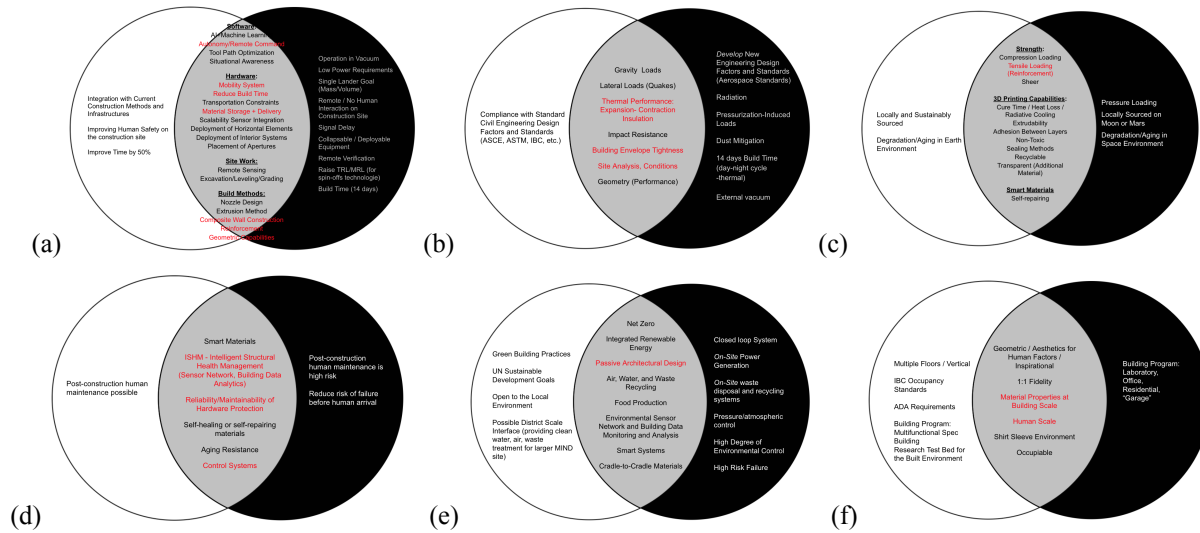 Integration with Current
Construction Methods and
Infrastructures
Improving Human Safety on
the construction site
Improve Time by 50%
Software:
AI- Machine Learning
Autonomy/Remote Command
Tool Path Optimization
Situational Awareness
Hardware:
Mobility System
Reduce Build Time
Transportation Constraints
Material Storage + Delivery
Scalability Sensor Integration
Deployment of Horizontal Elements
Deployment of Interior Systems
Placement of Apertures
Site Work:
Remote Sensing
Excavation/Leveling/Grading
Build Methods:
Nozzle Design
Extrusion Method
Composite Wall Construction
Reinforcement
Geometric Capabilities
Operation in Vacuum
Low Power Requirements
Single Lander Goal
(Mass/Volume)
Remote / No Human
Interaction on
Construction Site
Signal Delay
Collapsable / Deployable
Equipment
Remote Verification
Raise TRL/MRL (for
spin-offs technologie)
Build Time (14 days)
(a)
Compliance with Standard
Civil Engineering Design
Factors and Standards
(ASCE, ASTM, IBC, etc.)
Gravity Loads
Lateral Loads (Quakes)
Thermal Performance:
Expansion- Contraction
Insulation
Impact Resistance
Building Envelope Tightness
Site Analysis, Conditions
Geometry (Performance)
Develop New
Engineering Design
Factors and Standards
(Aerospace Standards)
Radiation
Pressurization-Induced
Loads
Dust Mitigation
14 days Build Time
(day-night cycle
-thermal)
External vacuum
(b)
Locally and Sustainably
Sourced
Degradation/Aging in Earth
Environment
Strength:
Compression Loading
Tensile Loading
(Reinforcement)
Sheer
3D Printing Capabilities:
Cure Time / Heat Loss /
Radiative Cooling
Extrudability
Adhesion Between Layers
Non-Toxic
Sealing Methods
Recyclable
Transparent (Additional
Material)
Smart Materials
Self-repairing
Pressure Loading
Locally Sourced on
Moon or Mars
Degradation/Aging in
Space Environment
(c)
Post-construction human
maintenance possible
Smart Materials
ISHM - Intelligent Structural
Health Management
(Sensor Network, Building Data
Analytics)
Reliability/Maintainability of
Hardware Protection
Self-healing or self-repairing
materials
Aging Resistance
Control Systems
Post-construction
human maintenance is
high risk
Reduce risk of failure
before human arrival
(d)
Green Building Practices
UN Sustainable
Development Goals
Open to the Local
Environment
Possible District Scale
Interface (providing clean
water, air, waste
treatment for larger MIND
site)
Net Zero
Integrated Renewable
Energy
Passive Architectural Design
Air, Water, and Waste
Recycling
Food Production
Environmental Sensor
Network and Building Data
Monitoring and Analysis
Smart Systems
Cradle-to-Cradle Materials
Closed loop System
On-Site Power
Generation
On-Site waste
disposal and recycling
systems
Pressure/atmospheric
control
High Degree of
Environmental Control
High Risk Failure
(e)
Multiple Floors / Vertical
IBC Occupancy
Standards
ADA Requirements
Building Program:
Multifunctional Spec
Building
Research Test Bed for
the Built Environment
Geometric / Aesthetics for
Human Factors /
Inspirational
1:1 Fidelity
Material Properties at
Building Scale
Human Scale
Shirt Sleeve Environment
Occupiable
Building Program:
Laboratory,
Office,
Residential,
"Garage"
(f)